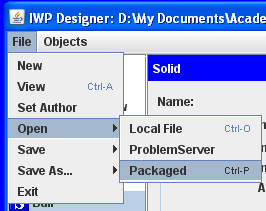 IWP Designer: D:\My Documents\Acade
File Objects
New
View Ctrl-A
Set Author
Open
Save
Save As...
Exit
Local File Ctrl-O
ProblemServer
Packaged Ctrl-P
Solid
Name: